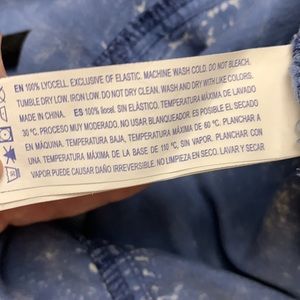 EN 100% LYOCELL. EXCLUSIVE OF ELASTIC. MACHINE WASH COLD. DO NOT BLEACH.
TUMBLE DRY LOW. IRON LOW. DO NOT DRY CLEAN. WASH AND DRY WITH LIKE COLORS.
MADE IN CHINA. ES 100% liocel. SIN ELÁSTICO. TEMPERATURA MÁXIMA DE LAVADO
30 ºC. PROCESO MUY MODERADO. NO USAR BLANQUEADOR. ES POSIBLE EL SECADO
EN MÁQUINA. TEMPERATURA BAJA, TEMPERATURA MÁXIMA DE 60 ºC. PLANCHAR A
UNA TEMPERATURA MÁXIMA DE LA BASE DE 110 ºC, SIN VAPOR. PLANCHAR CON
VAPOR PUEDE CAUSAR DAÑO IRREVERSIBLE. NO LIMPIEZA EN SECO. LAVAR Y SECAR